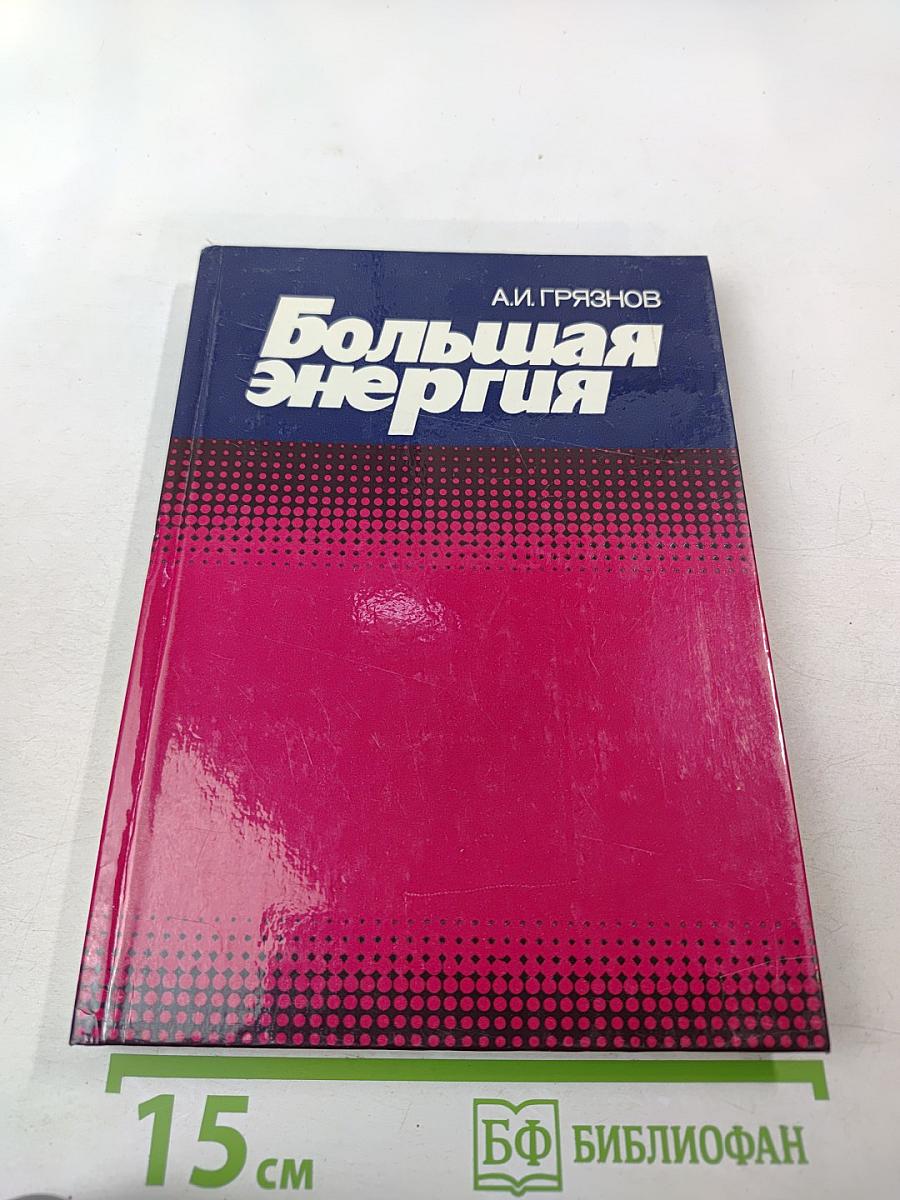 А.И. ГРЯЗНОВ
Большая
энергия
15 см
БФ БИБЛИОФАН